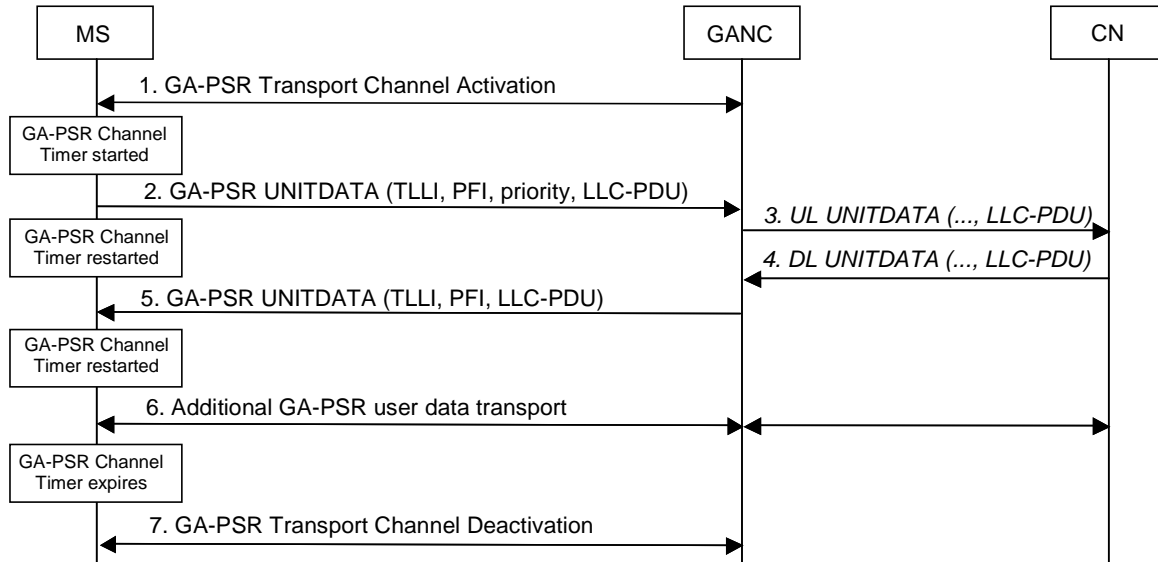 MS
GANC
CN
1. GA-PSR Transport Channel Activation
GA-PSR Channel
Timer started
2. GA-PSR UNITDATA (TLLI, PFI, priority, LLC-PDU)
3. UL UNITDATA (..., LLC-PDU)
GA-PSR Channel
Timer restarted
4. DL UNITDATA (..., LLC-PDU)
5. GA-PSR UNITDATA (TLLI, PFI, LLC-PDU)
GA-PSR Channel
Timer restarted
6. Additional GA-PSR user data transport
GA-PSR Channel
Timer expires
7. GA-PSR Transport Channel Deactivation